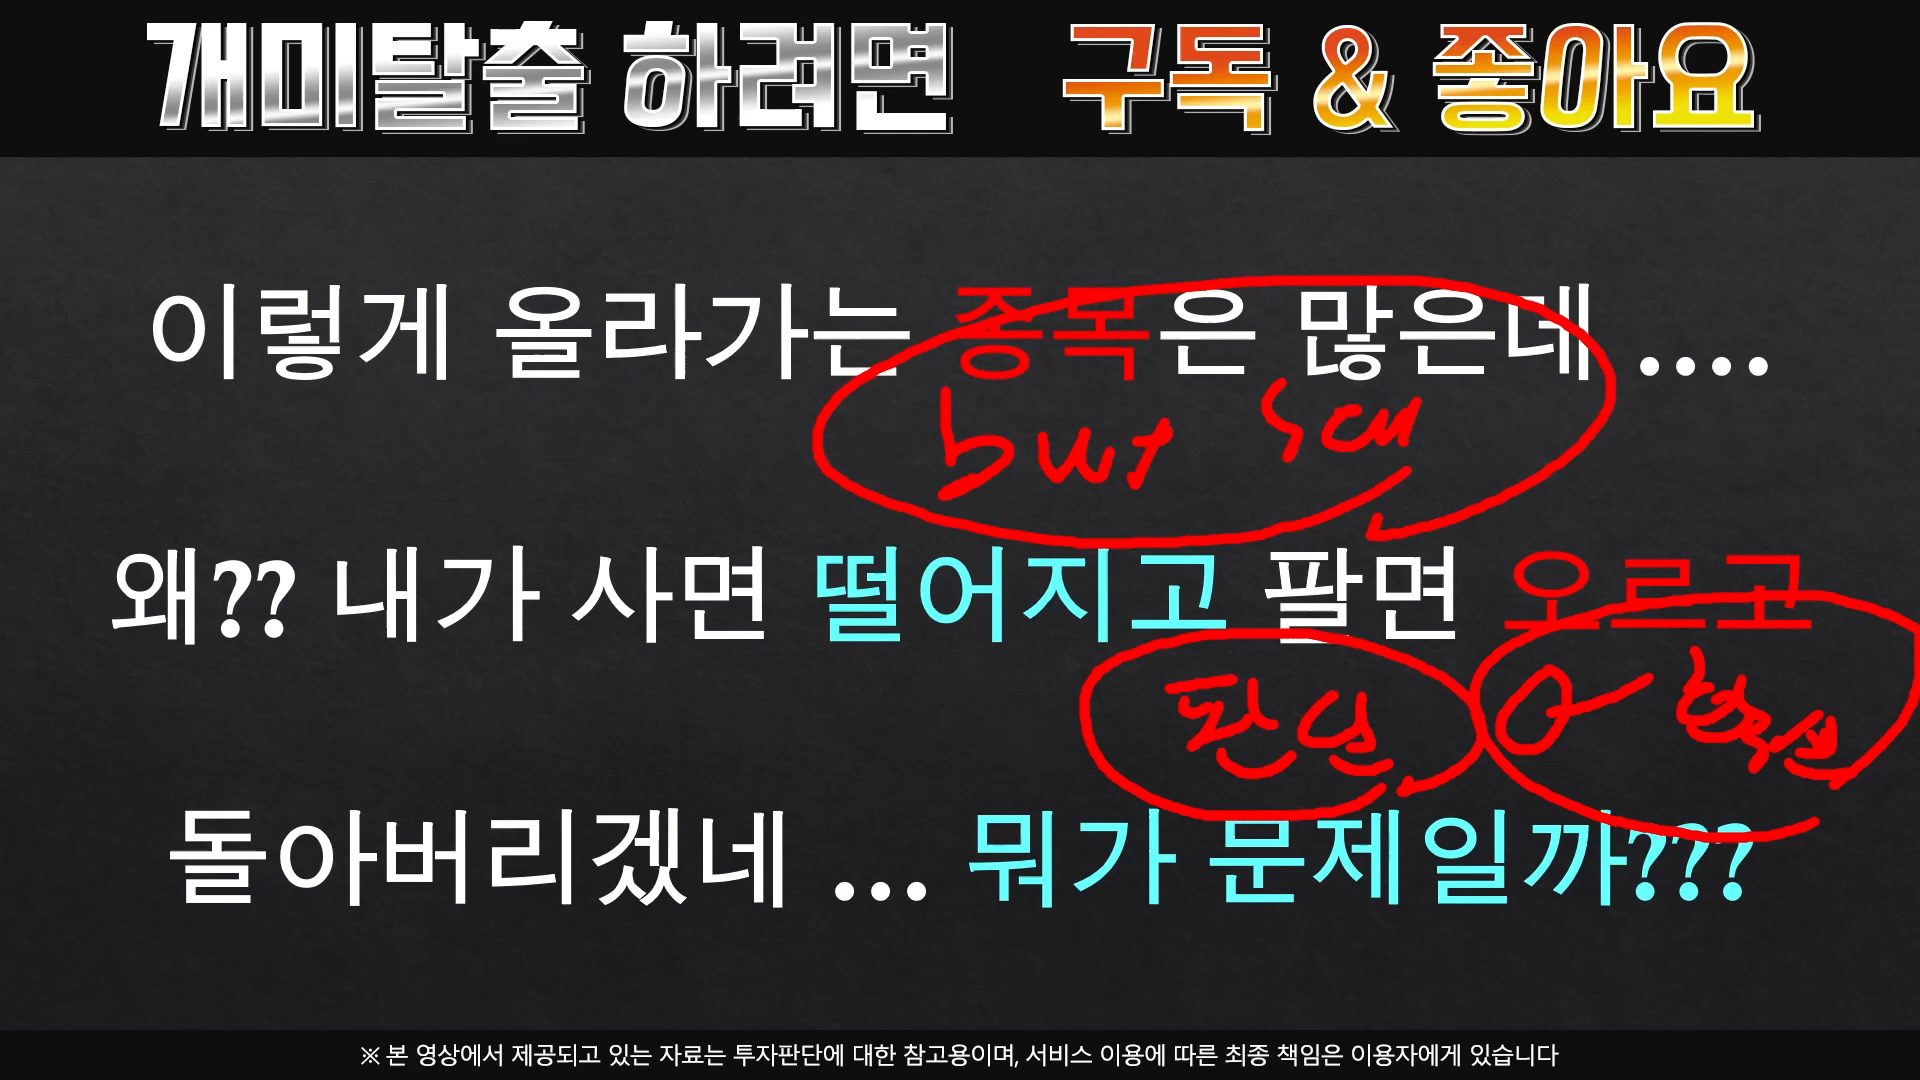 개미탈출 하려면 구독 & 좋아요
이렇게 올라가는 종목은 많은데 ....
but
왜?? 내가 사면 떨어지고 팔면 오르고
판단
돌아버리겠네 ... 뭐가 문제일까???
※ 본 영상에서 제공되고 있는 자료는 투자판단에 대한 참고용이며, 서비스 이용에 따른 최종 책임은 이용자에게 있습니다